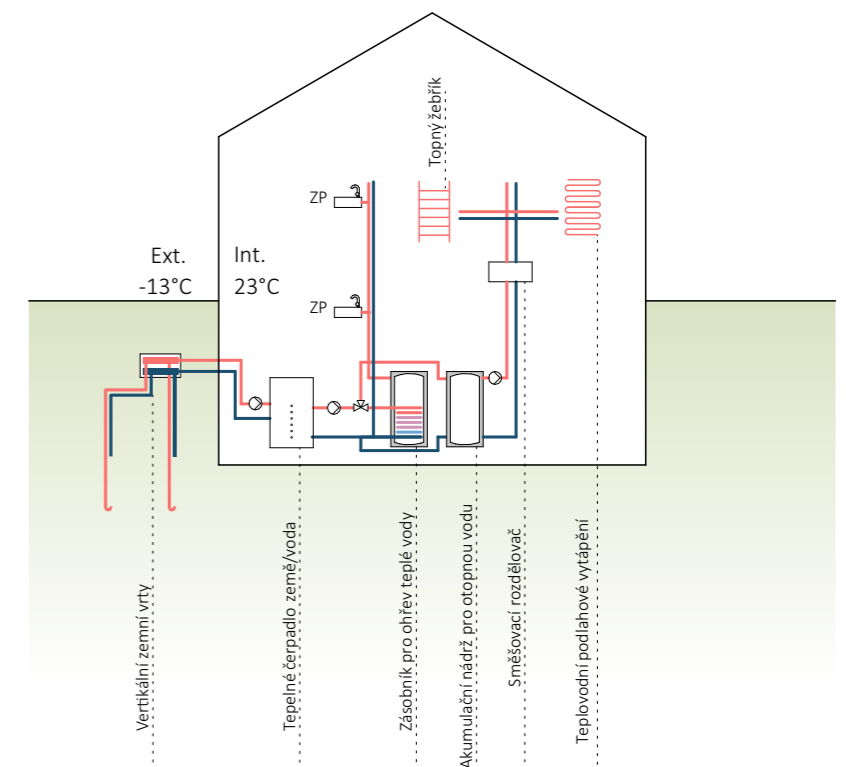 Topný žebřík
ZP
Ext.
-13°C
Int.
23°C
ZP
Vertikální zemní vrty
Tepelné čerpadlo země/voda
Zásobník pro ohřev teplé vody
Akumulační nádrž pro otopnou vodu
Směšovací rozdělovač
Teplovodní podlahové vytápění